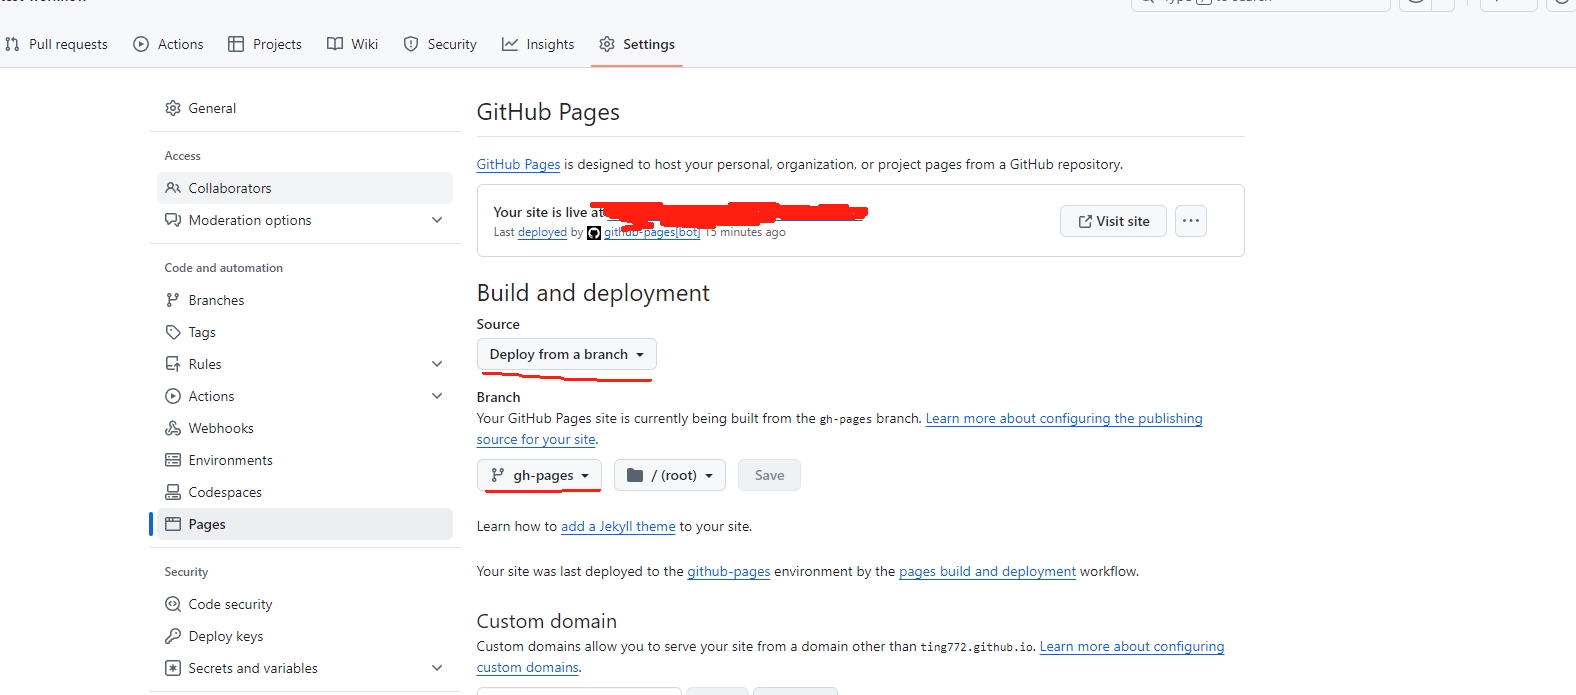 Pull requests
Actions
Projects
Wiki
Security
Insights
Settings
General
Access
Collaborators
Moderation options
Code and automation
Branches
Tags
Rules
Actions
Webhooks
Environments
Codespaces
Pages
Security
Code security
Deploy keys
Secrets and variables
GitHub Pages
GitHub Pages is designed to host your personal, organization, or project pages from a GitHub repository.
Your site is live at
Last deployed by github-pages[bot] 15 minutes ago
Visit site
Build and deployment
Source
Deploy from a branch
Branch
Your GitHub Pages site is currently being built from the gh-pages branch. Learn more about configuring the publishing
source for your site.
gh-pages
/ (root)
Save
Learn how to add a Jekyll theme to your site.
Your site was last deployed to the github-pages environment by the pages build and deployment workflow.
Custom domain
Custom domains allow you to serve your site from a domain other than ting772.github.io. Learn more about configuring
custom domains.